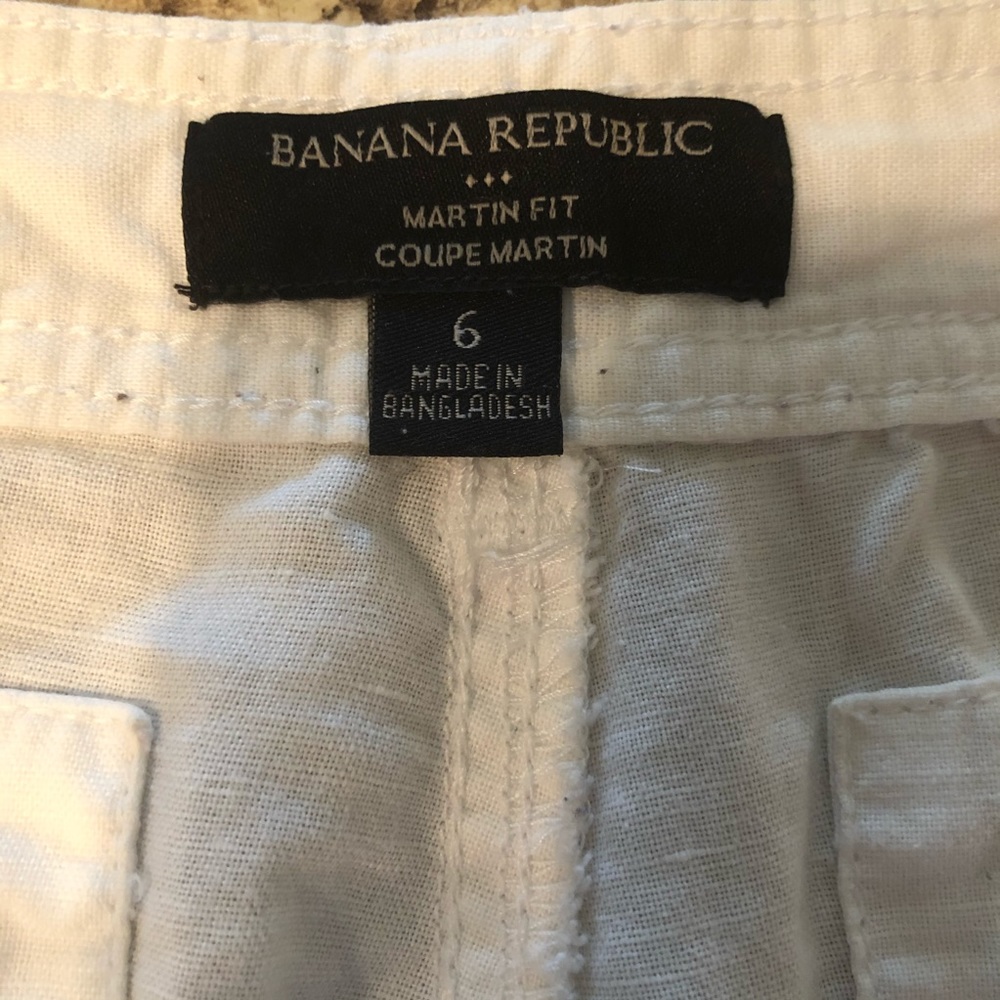 BANANA REPUBLIC
MARTIN FIT
COUPE MARTIN
6
MADE IN
BANGLADESH